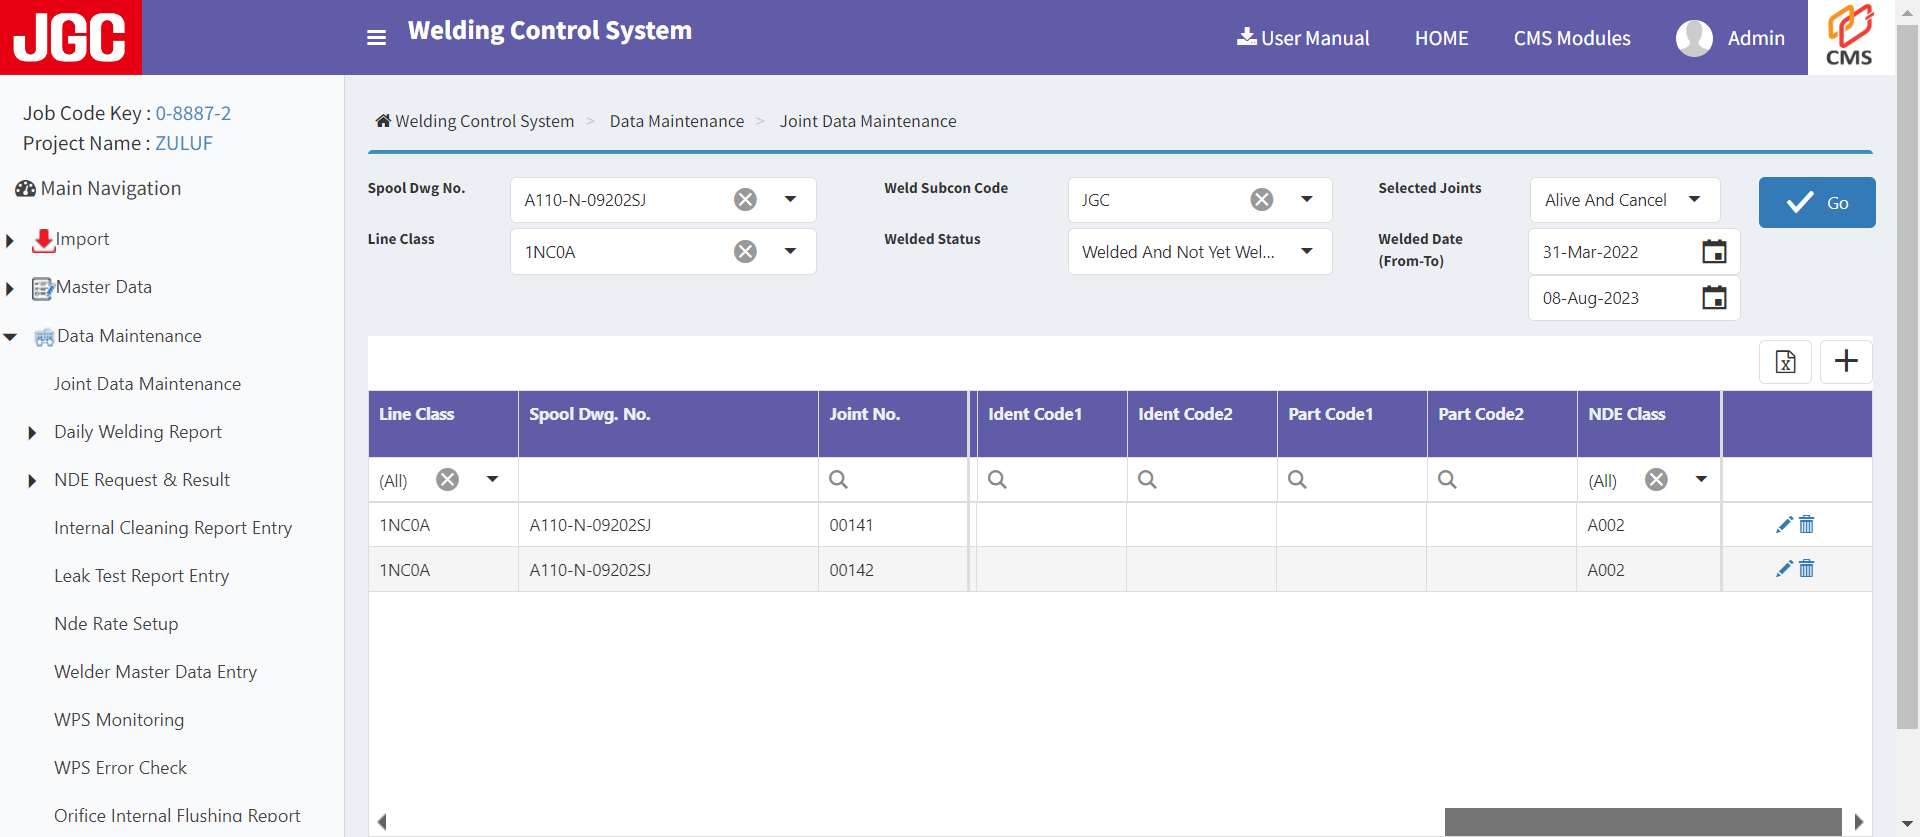 JGC
Welding Control System
User Manual
HOME
CMS Modules
Admin
CMS
Job Code Key : 0-8887-2
Project Name : ZULUF
Main Navigation
Import
Master Data
Data Maintenance
Joint Data Maintenance
Daily Welding Report
NDE Request & Result
Internal Cleaning Report Entry
Leak Test Report Entry
Nde Rate Setup
Welder Master Data Entry
WPS Monitoring
WPS Error Check
Orifice Internal Flushing Report
Welding Control System > Data Maintenance > Joint Data Maintenance
Spool Dwg No. A110-N-09202SJ
Weld Subcon Code JGC
Selected Joints Alive And Cancel
Go
Line Class 1NC0A
Welded Status Welded And Not Yet Wel...
Welded Date
(From-To)
31-Mar-2022
08-Aug-2023
Line Class Spool Dwg. No. Joint No. Ident Code1 Ident Code2 Part Code1 Part Code2 NDE Class
(All) (All)
1NC0A A110-N-09202SJ 00141 A002
1NC0A A110-N-09202SJ 00142 A002